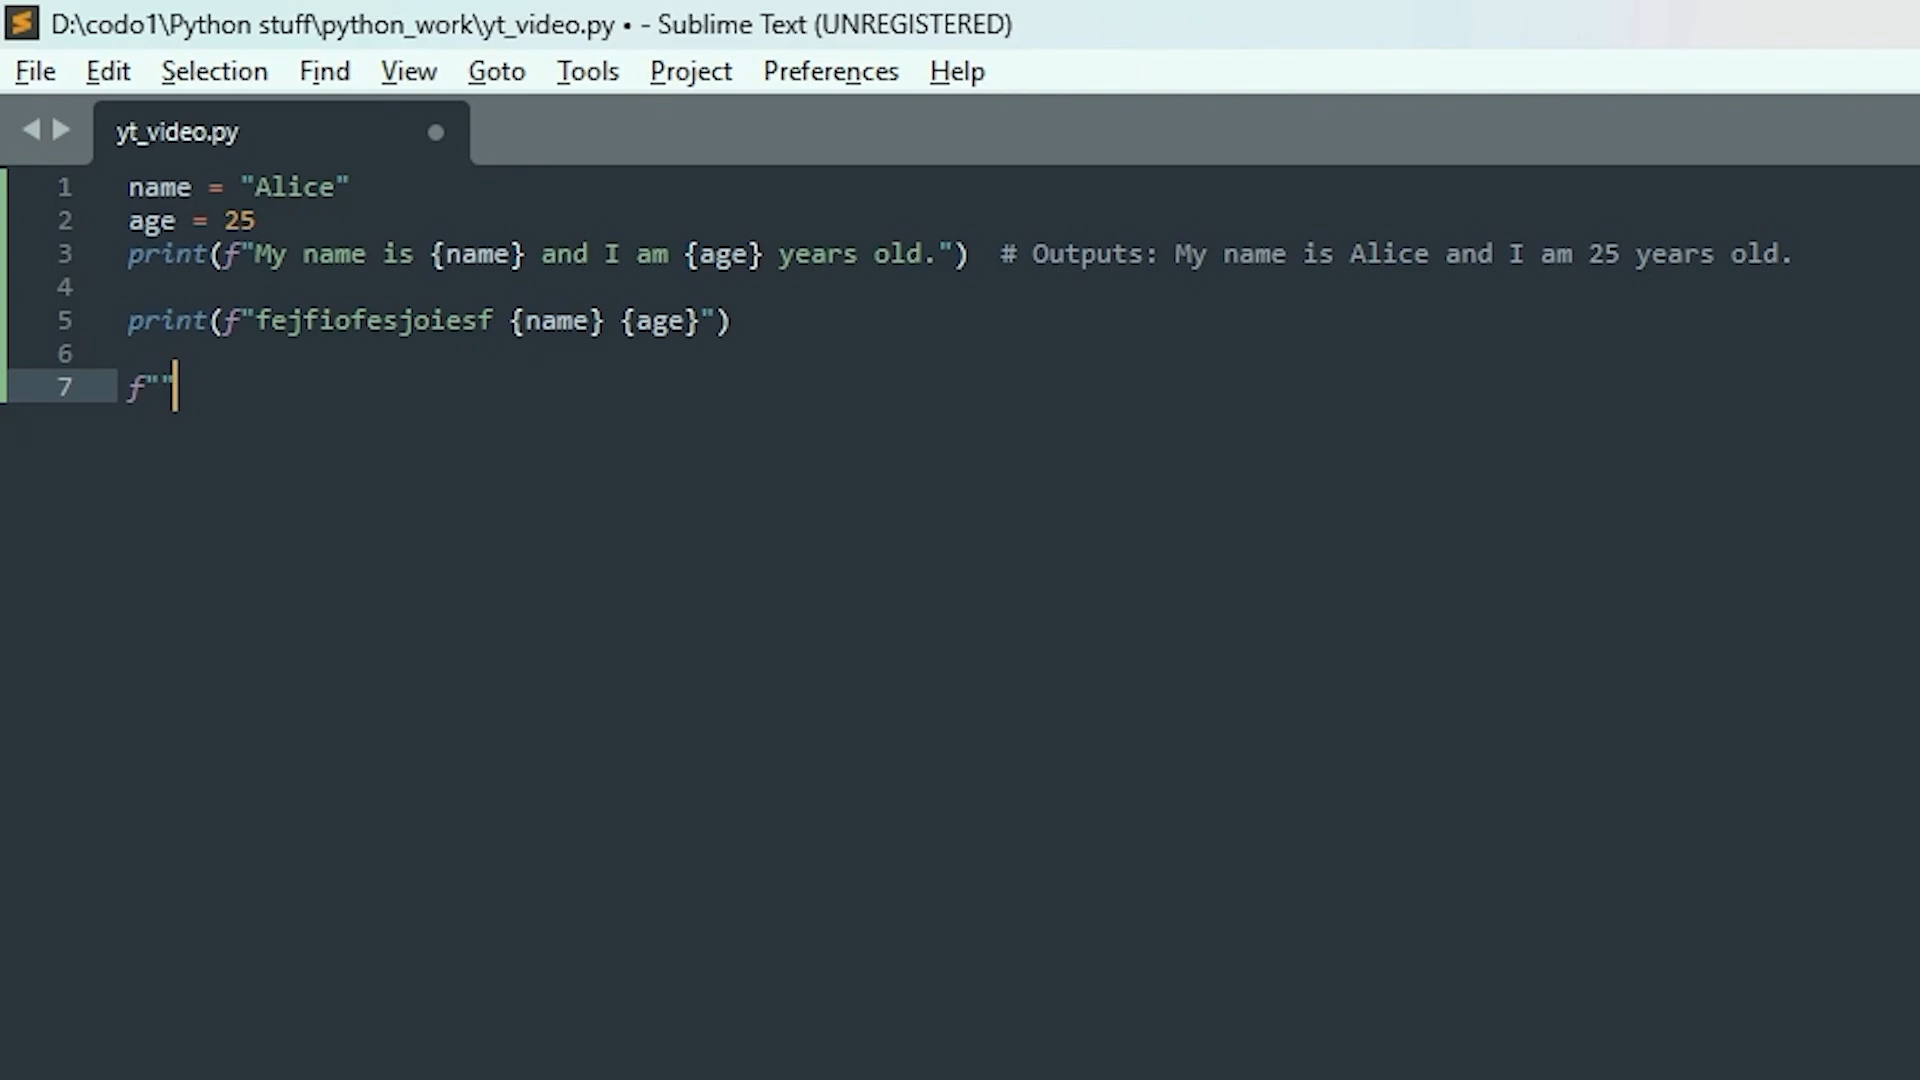 D:\codo1\Python stuff\python_work\yt_video.py • - Sublime Text (UNREGISTERED)
File Edit Selection Find View Goto Tools Project Preferences Help
yt_video.py
1 name = "Alice"
2 age = 25
3 print(f"My name is {name} and I am {age} years old.")  # Outputs: My name is Alice and I am 25 years old.
4
5 print(f"fejfiofesjoiesf {name} {age}")
6
7 f""